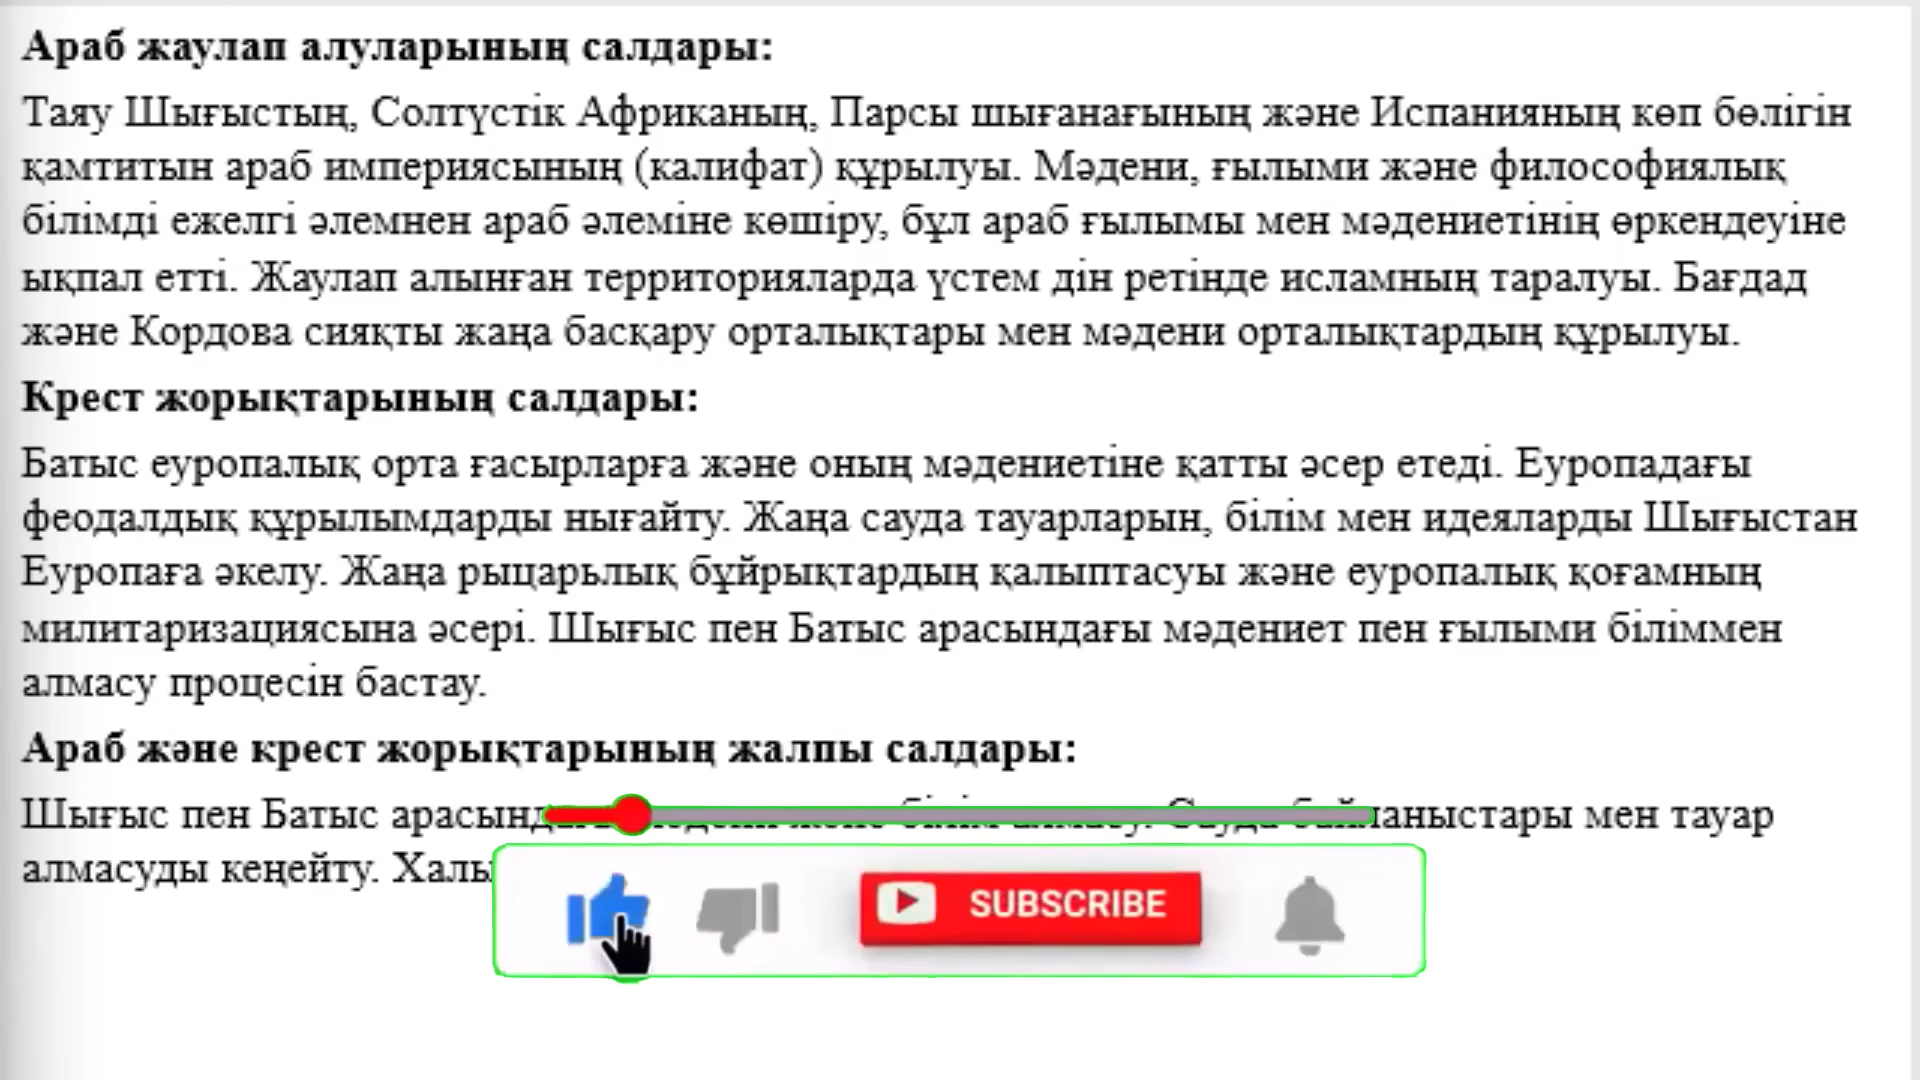 Араб жаулап алуларының салдары:
Таяу Шығыстың, Солтүстік Африканың, Парсы шығанағының және Испанияның көп бөлігін
қамтитын араб империясының (калифат) құрылуы. Мәдени, ғылыми және философиялық
білімді ежелгі әлемнен араб әлеміне көшіру, бұл араб ғылымы мен мәдениетінің өркендеуіне
ықпал етті. Жаулап алынған территорияларда үстем дін ретінде исламның таралуы. Бағдад
және Кордова сияқты жаңа басқару орталықтары мен мәдени орталықтардың құрылуы.
Крест жорықтарының салдары:
Батыс еуропалық орта ғасырларға және оның мәдениетіне қатты әсер етеді. Еуропадағы
феодалдық құрылымдарды нығайту. Жаңа сауда тауарларын, білім мен идеяларды Шығыстан
Еуропаға әкелу. Жаңа рыцарьлық бұйрықтардың қалыптасуы және еуропалық қоғамның
милитаризациясына әсері. Шығыс пен Батыс арасындағы мәдениет пен ғылыми біліммен
алмасу процесін бастау.
Араб және крест жорықтарының жалпы салдары:
Шығыс пен Батыс мен тауар
алмасуды кеңейту.
SUBSCRIBE